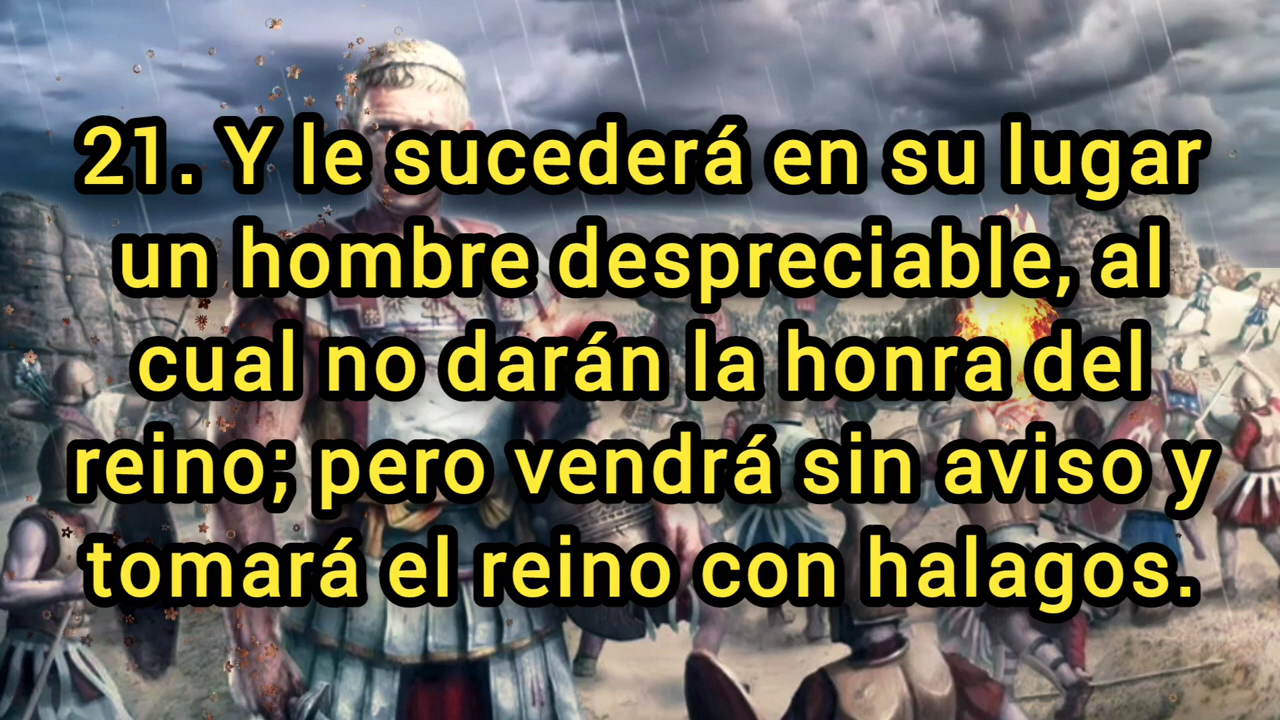 21. Y le sucederá en su lugar
un hombre despreciable, al
cual no darán la honra del
reino; pero vendrá sin aviso y
tomará el reino con halagos.